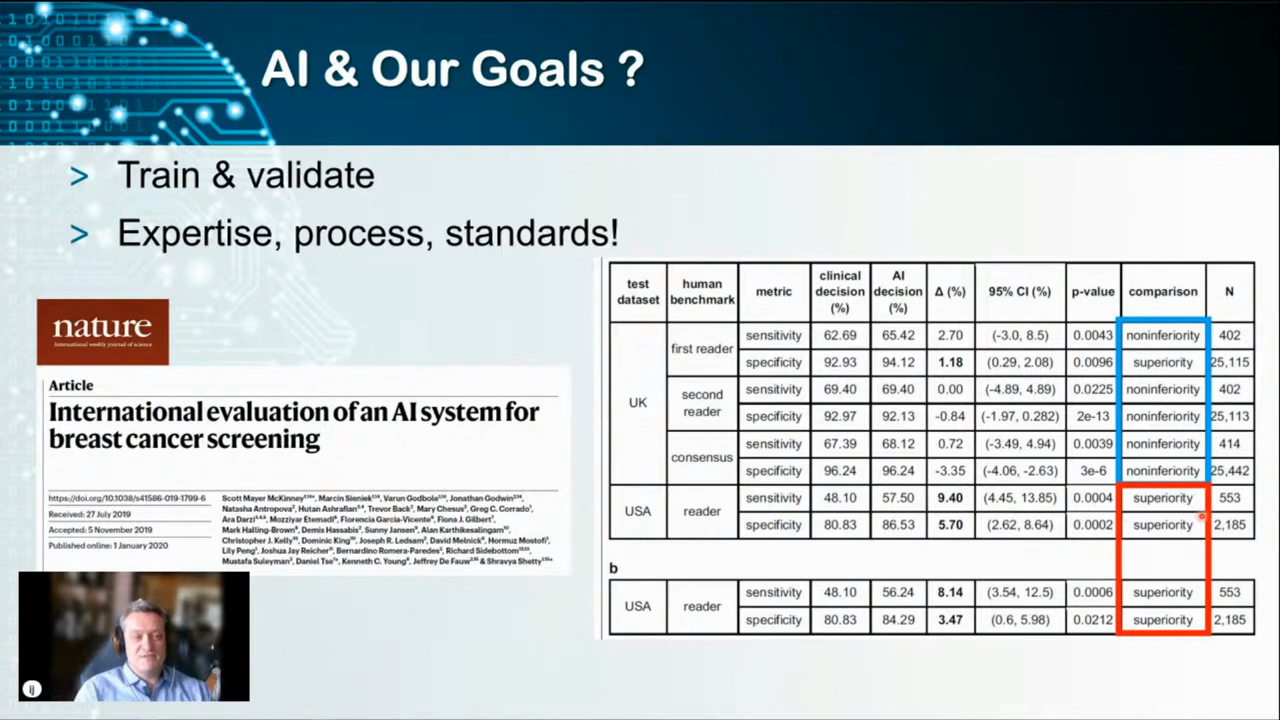 AI & Our Goals ?
> Train & validate
> Expertise, process, standards!
nature
International weekly journal of science
Article
International evaluation of an AI system for
breast cancer screening
https://doi.org/10.1038/s41586-019-1799-6
Received: 27 July 2019
Accepted: 5 November 2019
Published online: 1 January 2020
Scott Mayer McKinney, Marcin Sieniek, Varun Godbole, Jonathan Godwin,
Natasha Antropova, Hutan Ashrafian, Trevor Back, Mary Chesus, Greg C. Corrado,
Ara Darzi, Mozziyar Etemadi, Florencia Garcia-Vicente, Fiona J. Gilbert,
Mark Halling-Brown, Demis Hassabis, Sunny Jansen, Alan Karthikesalingam,
Christopher J. Kelly, Dominic King, Joseph R. Ledsam, David Melnick, Hormuz Mostofi,
Lily Peng, Joshua Jay Reicher, Bernardino Romera-Paredes, Richard Sidebottom,
Mustafa Suleyman, Daniel Tse, Kenneth C. Young, Jeffrey De Fauw & Shravya Shetty
test dataset human benchmark metric clinical decision (%) AI decision (%) Δ (%) 95% CI (%) p-value comparison N
UK first reader sensitivity 62.69 65.42 2.70 (-3.0, 8.5) 0.0043 noninferiority 402
specificity 92.93 94.12 1.18 (0.29, 2.08) 0.0096 superiority 25,115
second reader sensitivity 69.40 69.40 0.00 (-4.89, 4.89) 0.0225 noninferiority 402
specificity 92.97 92.13 -0.84 (-1.97, 0.282) 2e-13 noninferiority 25,113
consensus sensitivity 67.39 68.12 0.72 (-3.49, 4.94) 0.0039 noninferiority 414
specificity 96.24 96.24 -3.35 (-4.06, -2.63) 3e-6 noninferiority 25,442
USA reader sensitivity 48.10 57.50 9.40 (4.45, 13.85) 0.0004 superiority 553
specificity 80.83 86.53 5.70 (2.62, 8.64) 0.0002 superiority 2,185
b
USA reader sensitivity 48.10 56.24 8.14 (3.54, 12.5) 0.0006 superiority 553
specificity 80.83 84.29 3.47 (0.6, 5.98) 0.0212 superiority 2,185
ij